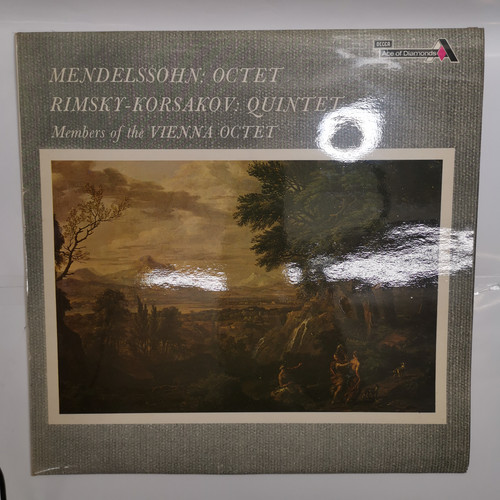 DECCA
Ace of Diamonds
MENDELSSOHN: OCTET
RIMSKY-KORSAKOV: QUINTET
Members of the VIENNA OCTET